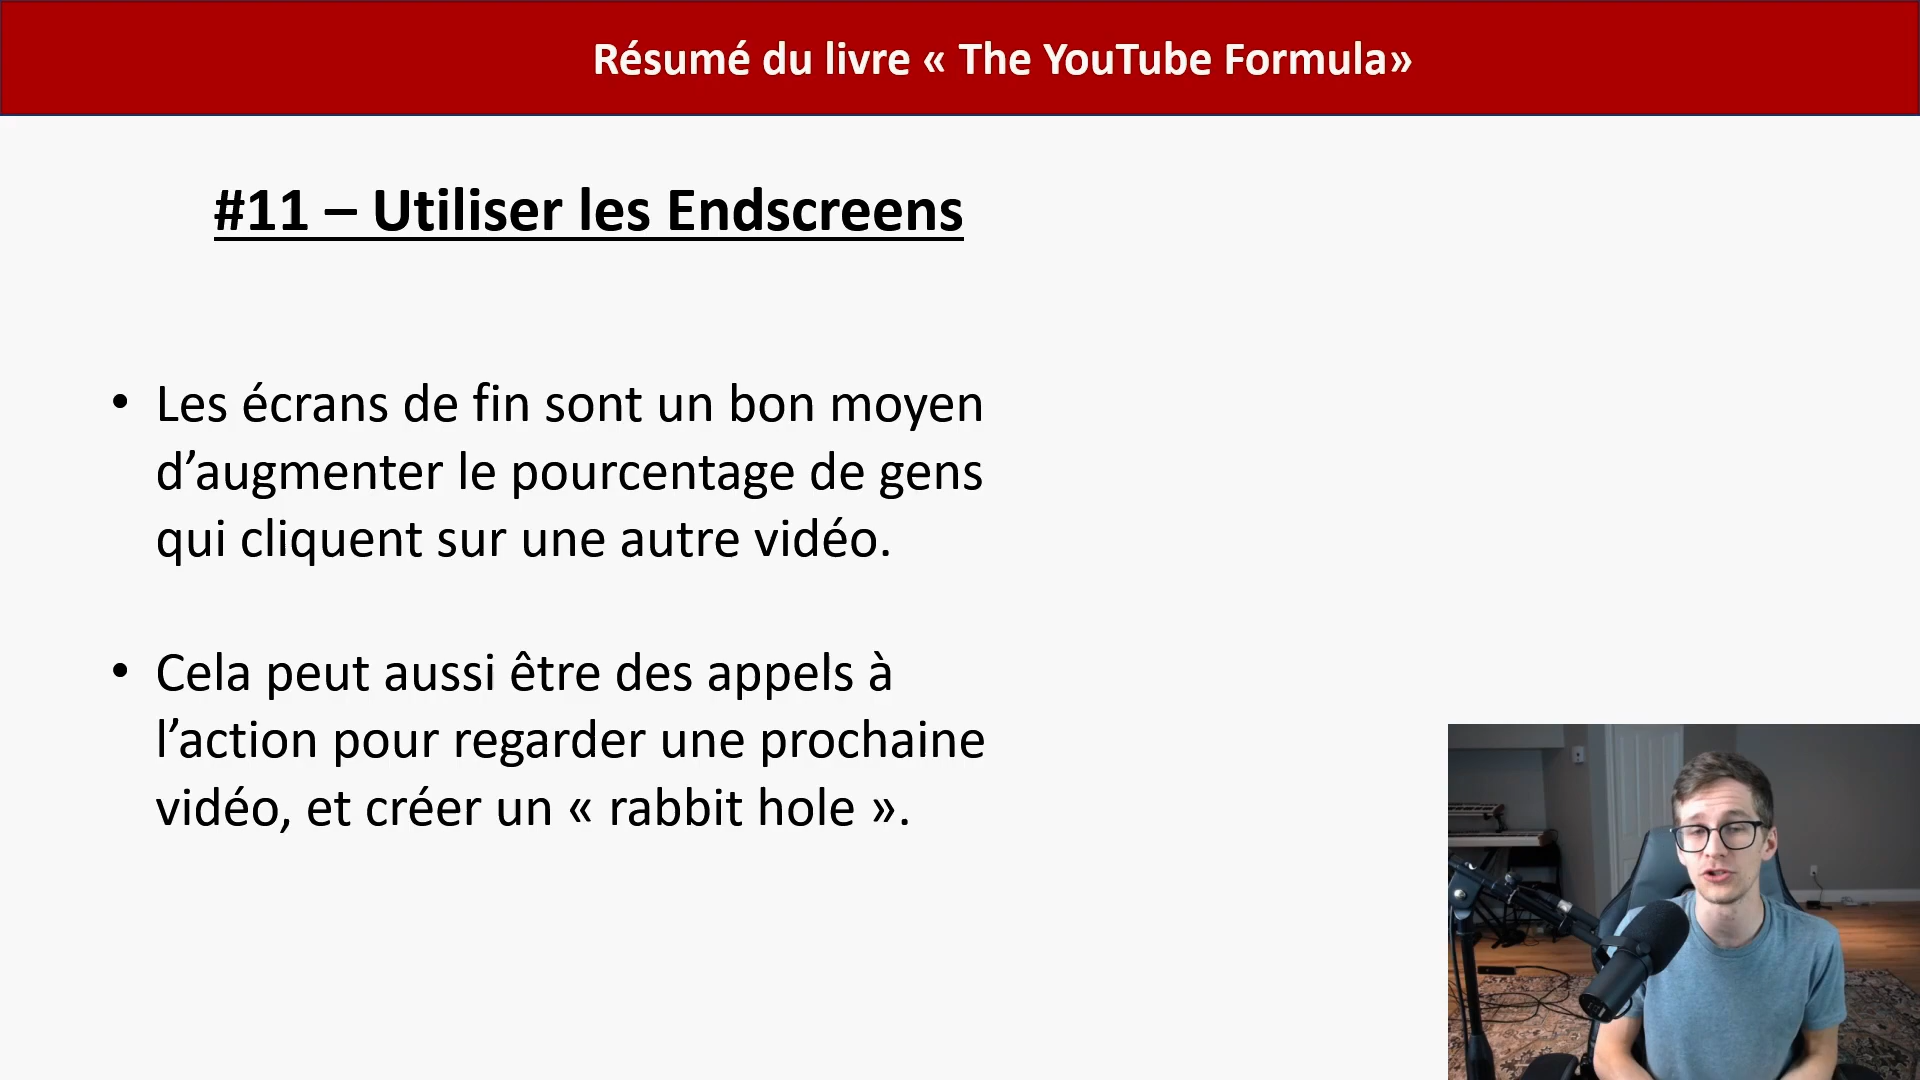 Résumé du livre « The YouTube Formula»
#11 – Utiliser les Endscreens
• Les écrans de fin sont un bon moyen
d’augmenter le pourcentage de gens
qui cliquent sur une autre vidéo.
• Cela peut aussi être des appels à
l’action pour regarder une prochaine
vidéo, et créer un « rabbit hole ».